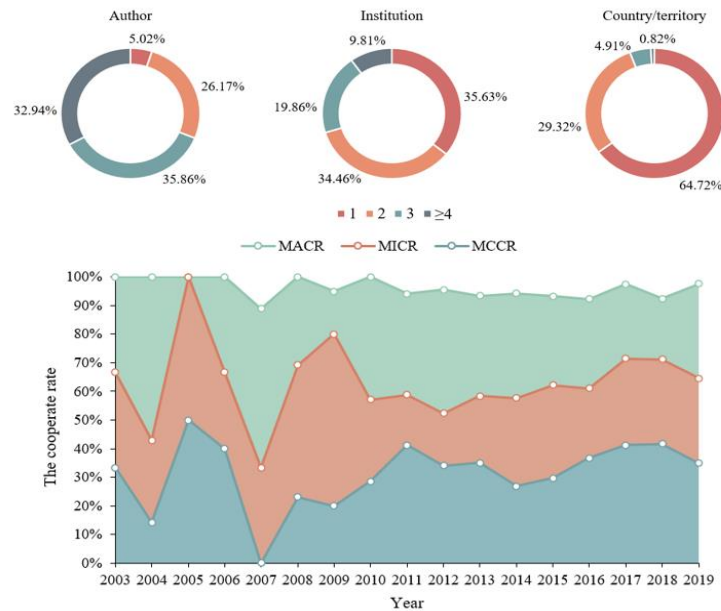 Author Institution Country/territory
5.02% 9.81% 4.91% 0.82%
26.17% 35.63%
32.94% 19.86% 29.32%
35.86% 34.46% 64.72%
1 2 3 ≥4
MACR MICR MCCR
100%
90%
80%
70%
60%
50%
40%
30%
20%
10%
0%
The cooperate rate
2003 2004 2005 2006 2007 2008 2009 2010 2011 2012 2013 2014 2015 2016 2017 2018 2019
Year